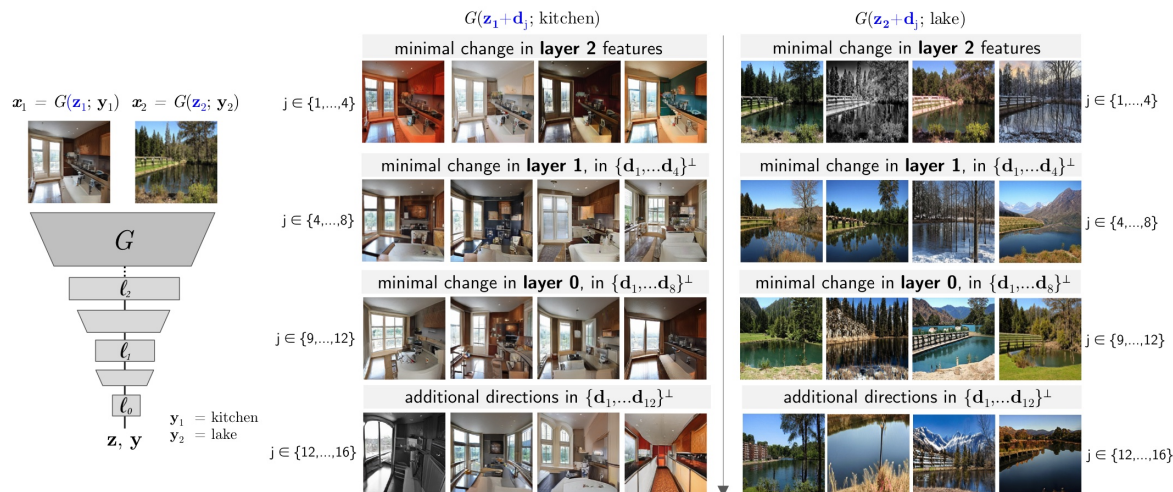 x₁ = G(z₁; y₁)
x₂ = G(z₂; y₂)
G
ℓ₂
ℓ₁
ℓ₀
z, y
y₁ = kitchen
y₂ = lake
G(z₁+dⱼ; kitchen)
minimal change in layer 2 features
j ∈ {1,...,4}
minimal change in layer 1, in {d₁,...d₄}⊥
j ∈ {4,...,8}
minimal change in layer 0, in {d₁,...d₈}⊥
j ∈ {9,...,12}
additional directions in {d₁,...d₁₂}⊥
j ∈ {12,...,16}
G(z₂+dⱼ; lake)
minimal change in layer 2 features
j ∈ {1,...,4}
minimal change in layer 1, in {d₁,...d₄}⊥
j ∈ {4,...,8}
minimal change in layer 0, in {d₁,...d₈}⊥
j ∈ {9,...,12}
additional directions in {d₁,...d₁₂}⊥
j ∈ {12,...,16}